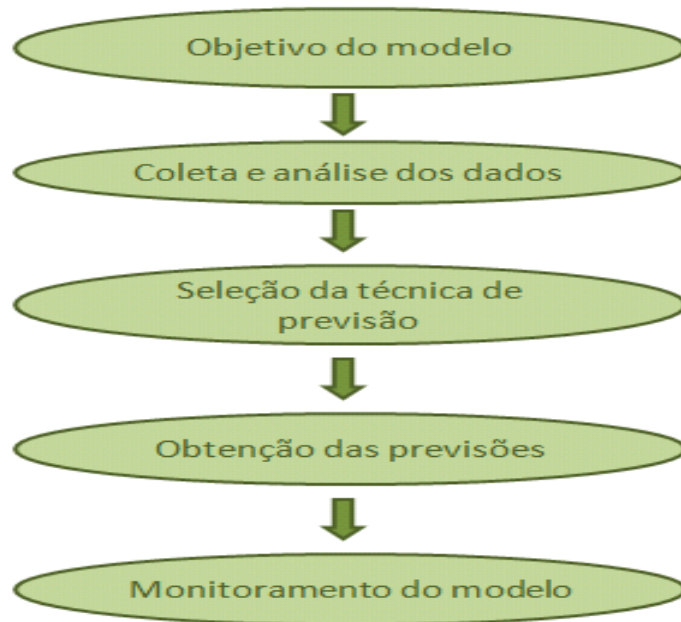 Objetivo do modelo
Coleta e análise dos dados
Seleção da técnica de
previsão
Obtenção das previsões
Monitoramento do modelo